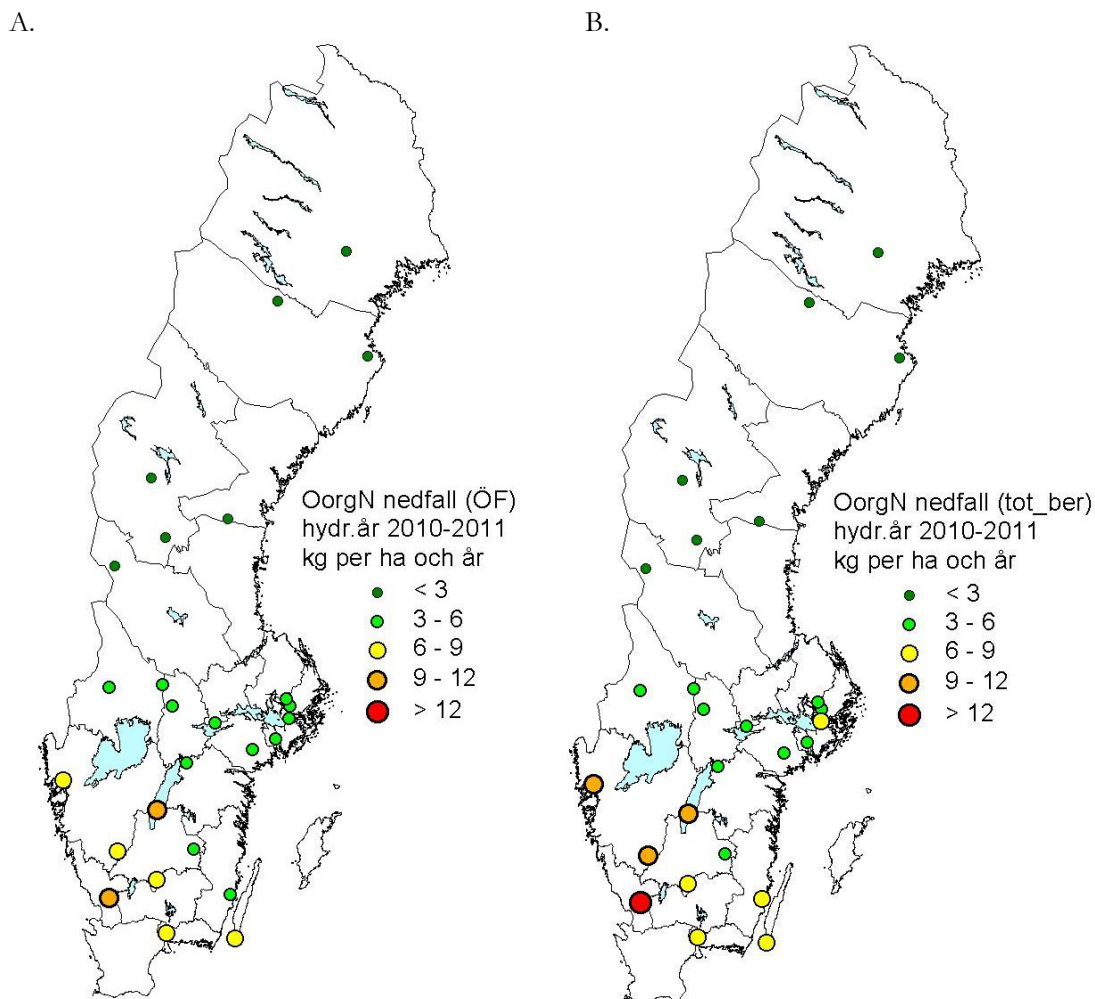 A.
B.
OorgN nedfall (ÖF)
hydr.år 2010-2011
kg per ha och år
< 3
3 - 6
6 - 9
9 - 12
> 12
OorgN nedfall (tot_ber)
hydr.år 2010-2011
kg per ha och år
< 3
3 - 6
6 - 9
9 - 12
> 12